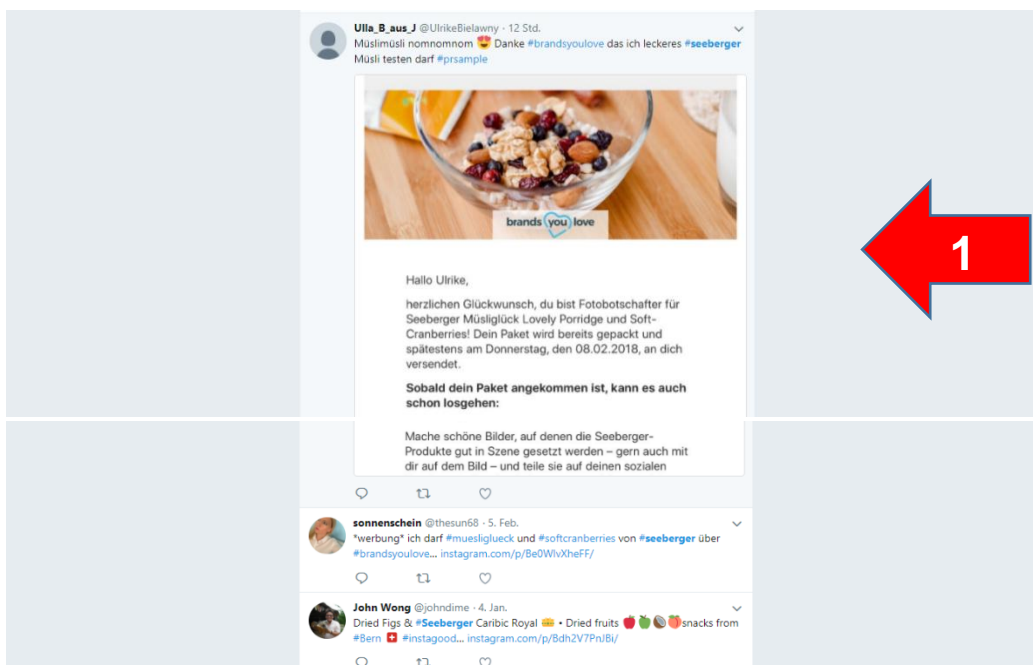 Ulla_B_aus_J @UlrikeBielawny · 12 Std.
Müslimüsli nomnomnom 😍 Danke #brandsyoulove das ich leckeres #seeberger
Müsli testen darf #prsample
brands you love
1
Hallo Ulrike,
herzlichen Glückwunsch, du bist Fotobotschafter für
Seeberger Müsliglück Lovely Porridge und Soft-
Cranberries! Dein Paket wird bereits gepackt und
spätestens am Donnerstag, den 08.02.2018, an dich
versendet.
Sobald dein Paket angekommen ist, kann es auch
schon losgehen:
Mache schöne Bilder, auf denen die Seeberger-
Produkte gut in Szene gesetzt werden – gern auch mit
dir auf dem Bild – und teile sie auf deinen sozialen
sonnenschein @thesun68 · 5. Feb.
*werbung* ich darf #muesliglueck und #softcranberries von #seeberger über
#brandsyoulove... instagram.com/p/Be0WlvXheFF/
John Wong @johndime · 4. Jan.
Dried Figs & #Seeberger Caribic Royal 🍔 • Dried fruits 🍎🍏🥥🍑snacks from
#Bern 🇨🇭 #instagood... instagram.com/p/Bdh2V7PnJBi/